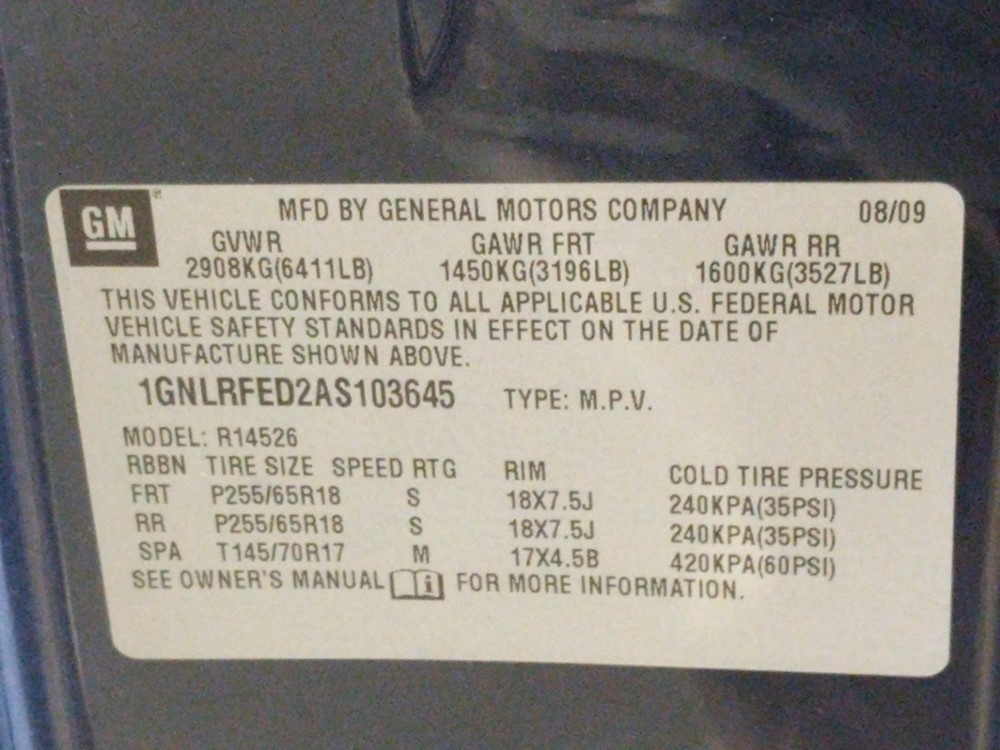 GM MFD BY GENERAL MOTORS COMPANY 08/09
GVWR GAWR FRT GAWR RR
2908KG(6411LB) 1450KG(3196LB) 1600KG(3527LB)
THIS VEHICLE CONFORMS TO ALL APPLICABLE U.S. FEDERAL MOTOR
VEHICLE SAFETY STANDARDS IN EFFECT ON THE DATE OF
MANUFACTURE SHOWN ABOVE.
1GNLRFED2AS103645 TYPE: M.P.V.
MODEL: R14526
RBBN TIRE SIZE SPEED RTG RIM COLD TIRE PRESSURE
FRT P255/65R18 S 18X7.5J 240KPA(35PSI)
RR P255/65R18 S 18X7.5J 240KPA(35PSI)
SPA T145/70R17 M 17X4.5B 420KPA(60PSI)
SEE OWNER'S MANUAL i FOR MORE INFORMATION.